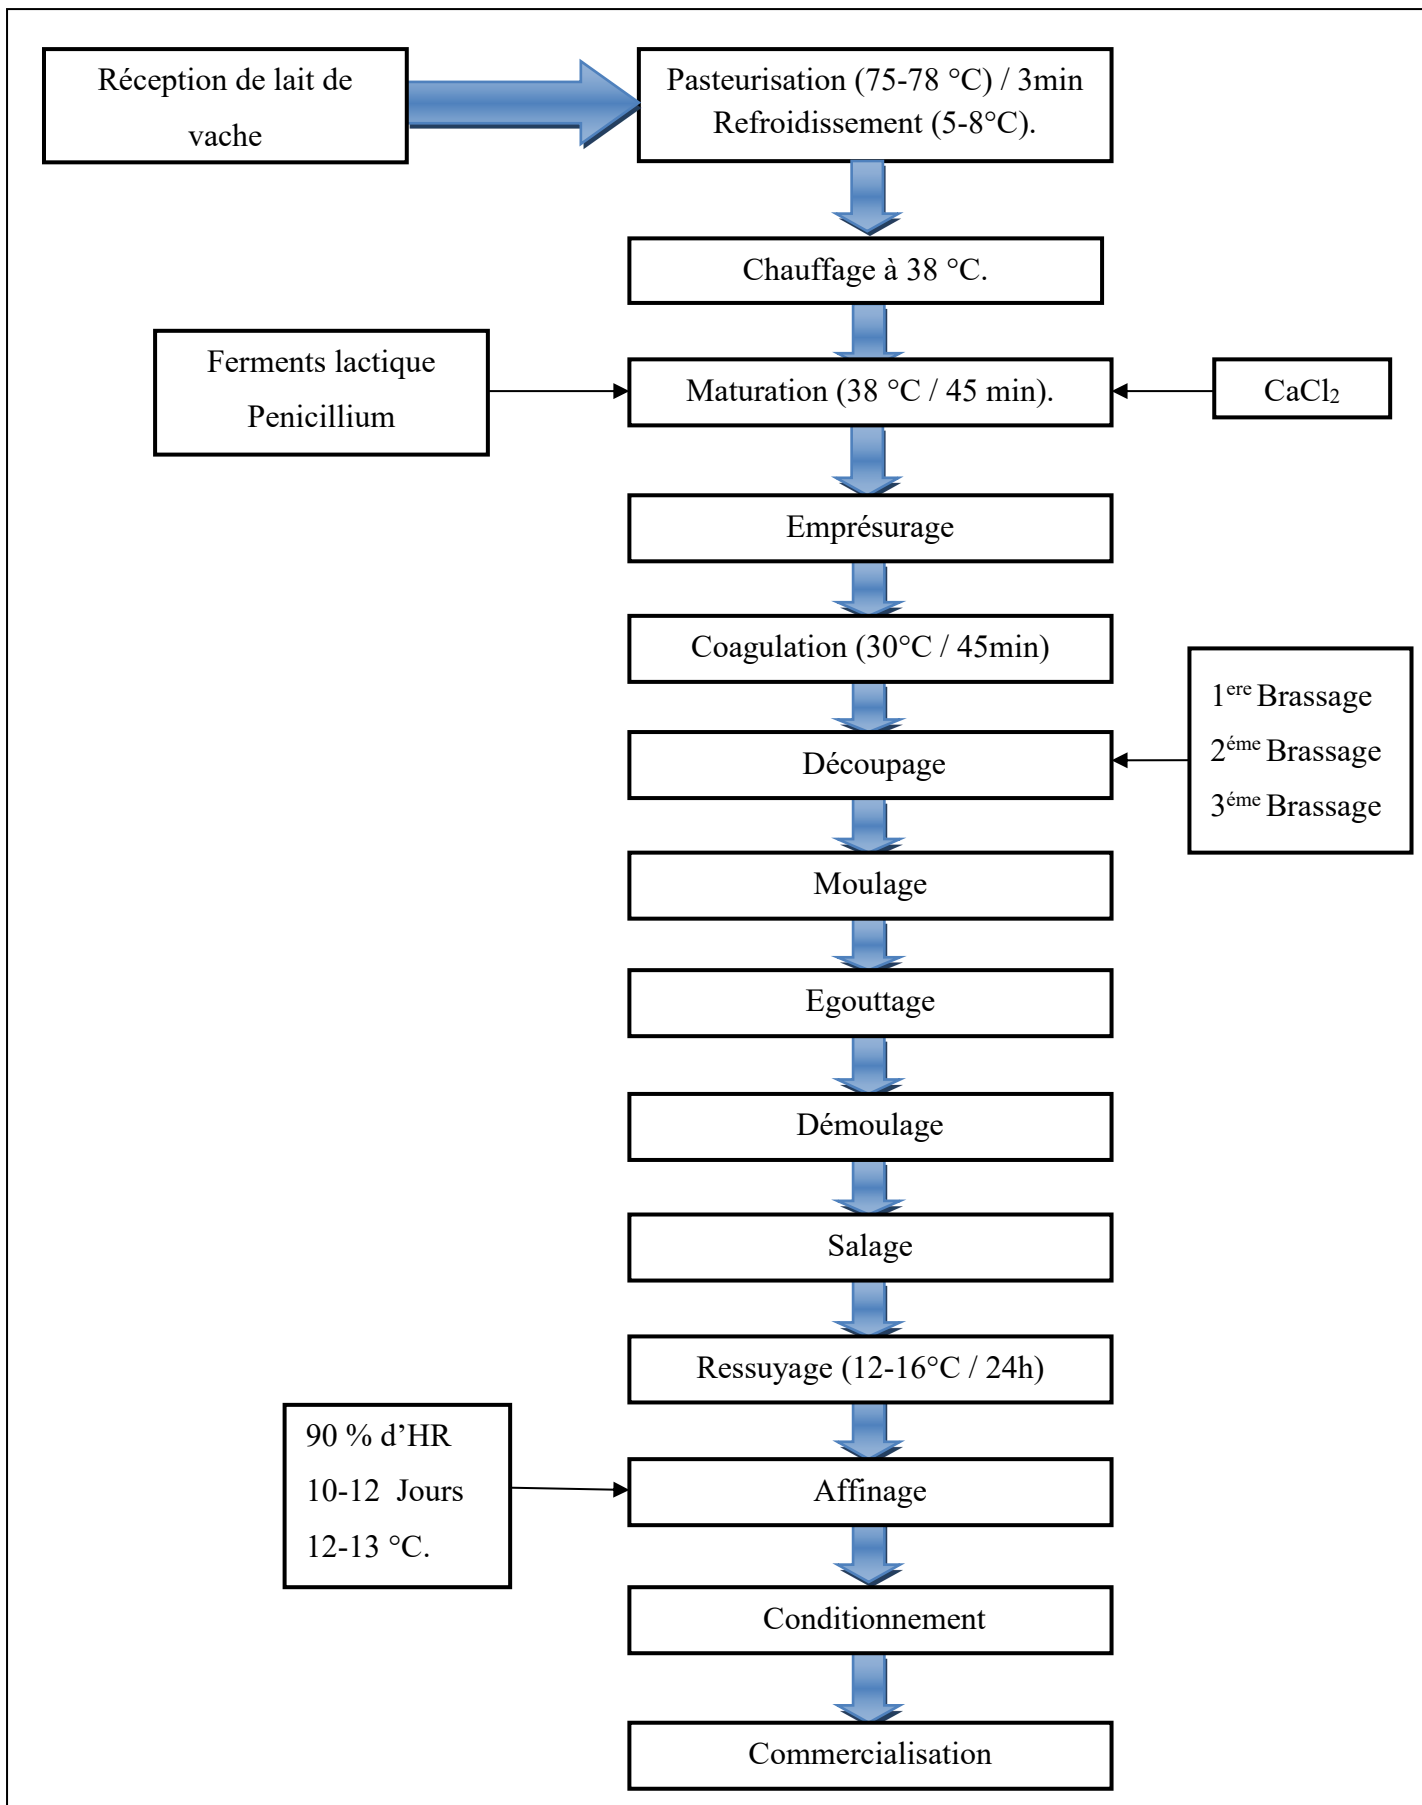 Réception de lait de
vache
Pasteurisation (75-78 °C) / 3min
Refroidissement (5-8°C).
Chauffage à 38 °C.
Ferments lactique
Penicillium
Maturation (38 °C / 45 min).
CaCl₂
Emprésurage
Coagulation (30°C / 45min)
1ere Brassage
2éme Brassage
3éme Brassage
Découpage
Moulage
Egouttage
Démoulage
Salage
Ressuyage (12-16°C / 24h)
90 % d’HR
10-12 Jours
12-13 °C.
Affinage
Conditionnement
Commercialisation